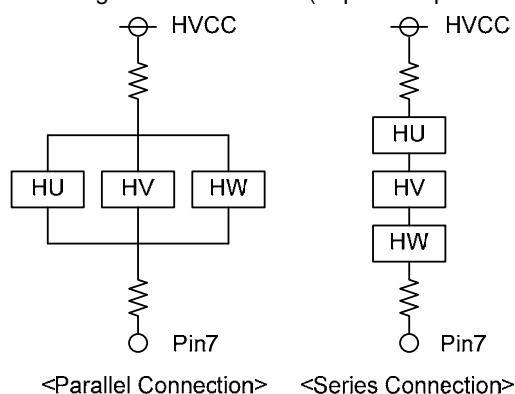 HVCC HVCC
HU
HU HV HW HV
HW
Pin7 Pin7
<Parallel Connection> <Series Connection>